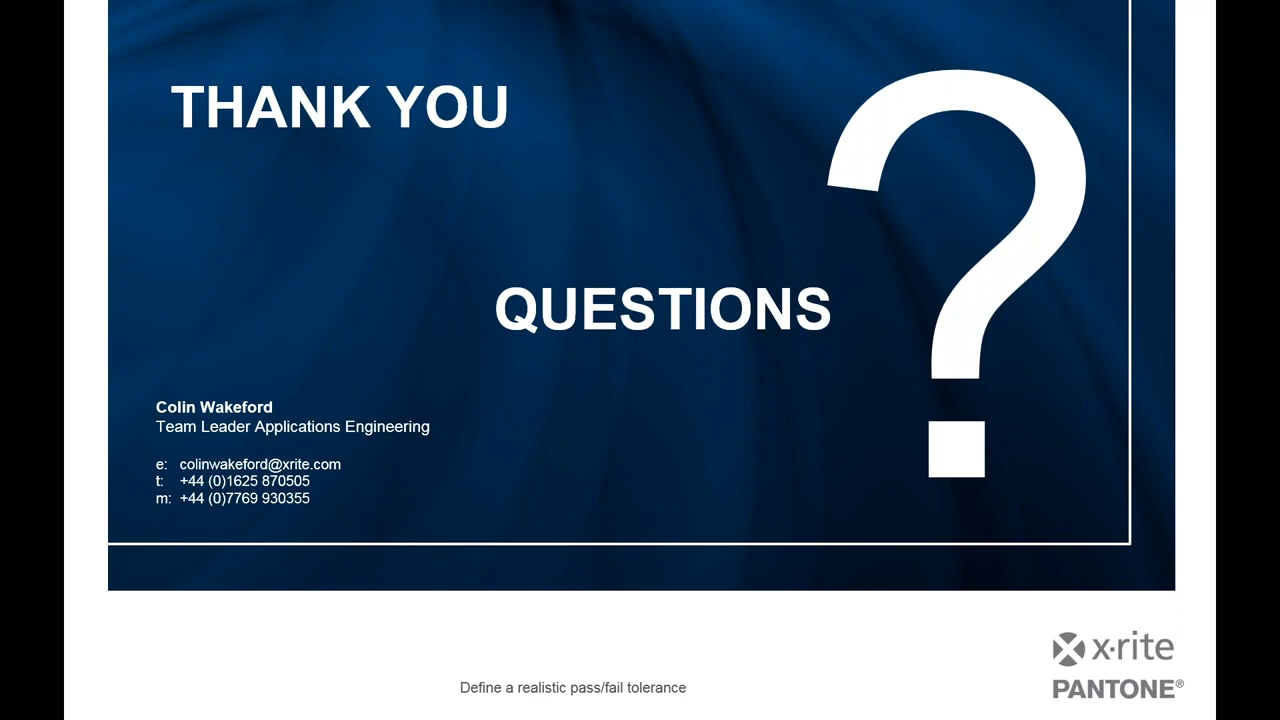 THANK YOU
?
QUESTIONS
Colin Wakeford
Team Leader Applications Engineering
e: colinwakeford@xrite.com
t: +44 (0)1625 870505
m: +44 (0)7769 930355
x·rite
Define a realistic pass/fail tolerance
PANTONE®